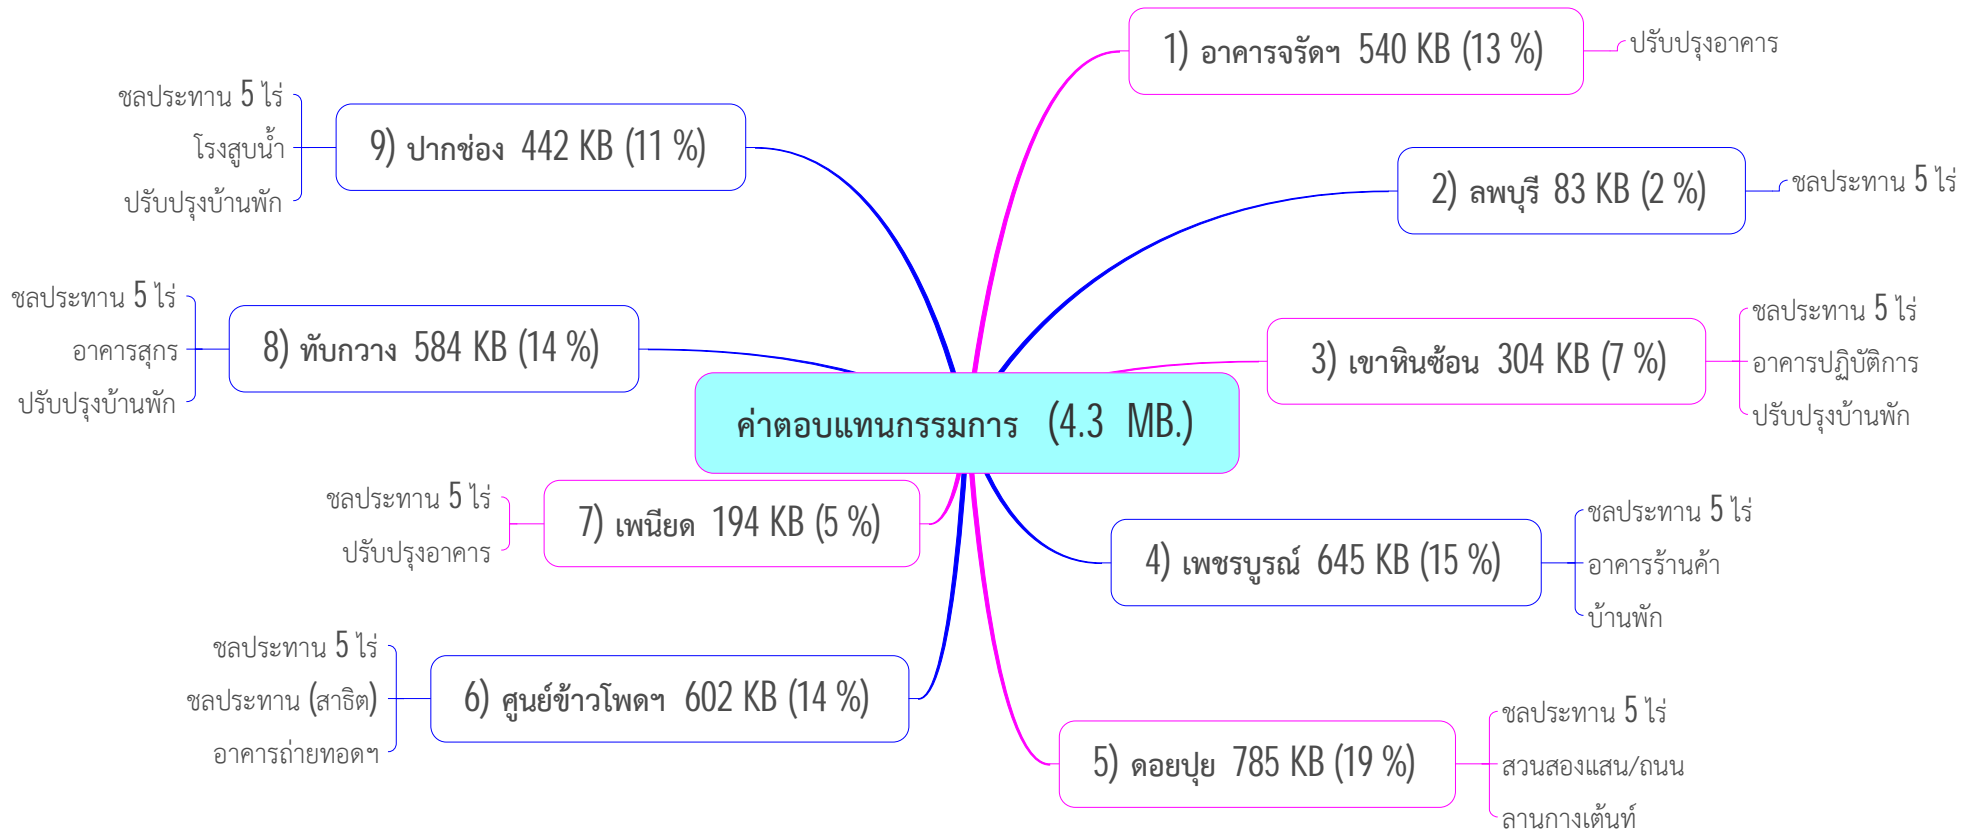 ค่าตอบแทนกรรมการ (4.3 MB.)
1) อาคารจรัดฯ 540 KB (13 %)
ปรับปรุงอาคาร
2) ลพบุรี 83 KB (2 %)
ชลประทาน 5 ไร่
3) เขาหินซ้อน 304 KB (7 %)
ชลประทาน 5 ไร่
อาคารปฏิบัติการ
ปรับปรุงบ้านพัก
4) เพชรบูรณ์ 645 KB (15 %)
ชลประทาน 5 ไร่
อาคารร้านค้า
บ้านพัก
5) ดอยปุย 785 KB (19 %)
ชลประทาน 5 ไร่
สวนสองแสน/ถนน
ลานกางเต้นท์
6) ศูนย์ข้าวโพดฯ 602 KB (14 %)
ชลประทาน 5 ไร่
ชลประทาน (สาธิต)
อาคารถ่ายทอดฯ
7) เพนียด 194 KB (5 %)
ชลประทาน 5 ไร่
ปรับปรุงอาคาร
8) ทับกวาง 584 KB (14 %)
ชลประทาน 5 ไร่
อาคารสุกร
ปรับปรุงบ้านพัก
9) ปากช่อง 442 KB (11 %)
ชลประทาน 5 ไร่
โรงสูบน้ำ
ปรับปรุงบ้านพัก